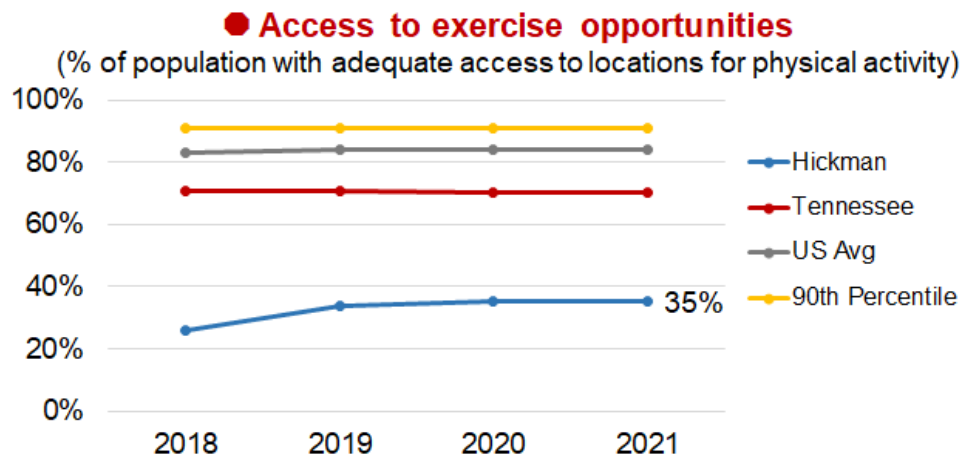 Access to exercise opportunities
(% of population with adequate access to locations for physical activity)
100%
80%
60%
40%
20%
0%
35%
2018 2019 2020 2021
Hickman
Tennessee
US Avg
90th Percentile